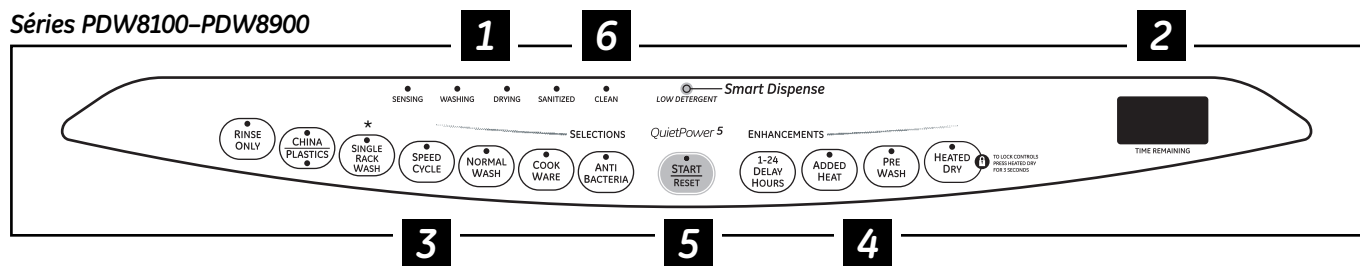 Séries PDW8100–PDW8900
1
6
2
SENSING
WASHING
DRYING
SANITIZED
CLEAN
LOW DETERGENT
Smart Dispense
*
SELECTIONS
QuietPower 5
ENHANCEMENTS
RINSE
ONLY
CHINA
PLASTICS
SINGLE
RACK
WASH
SPEED
CYCLE
NORMAL
WASH
COOK
WARE
ANTI
BACTERIA
START
RESET
1-24
DELAY
HOURS
ADDED
HEAT
PRE
WASH
HEATED
DRY
TO LOCK CONTROLS
PRESS HEATED DRY
FOR 3 SECONDS
TIME REMAINING
3
5
4